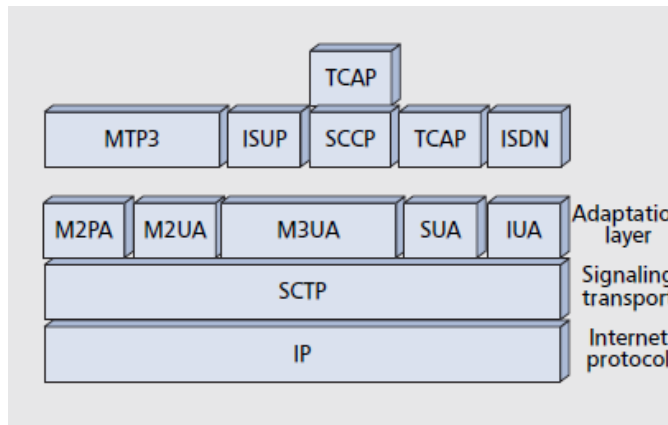 TCAP
MTP3 ISUP SCCP TCAP ISDN
M2PA M2UA M3UA SUA IUA Adaptatio
layer
SCTP Signaling
transpor
IP Internet
protocol